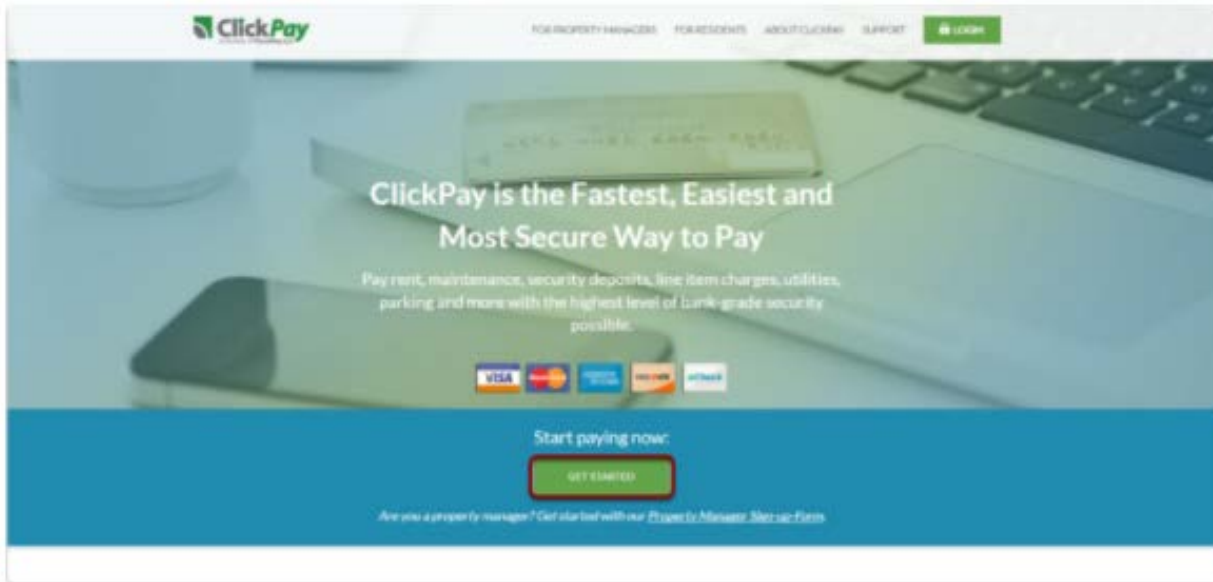 ClickPay
FOR PROPERTY MANAGERS FOR RESIDENTS ABOUT CLICKPAY SUPPORT LOGIN
ClickPay is the Fastest, Easiest and
Most Secure Way to Pay
Pay rent, maintenance, security deposits, line item charges, utilities,
parking and more with the highest level of bank-grade security
possible.
VISA MasterCard
Start paying now:
GET STARTED
Are you a property manager? Get started with our Property Manager Sign-up Form.